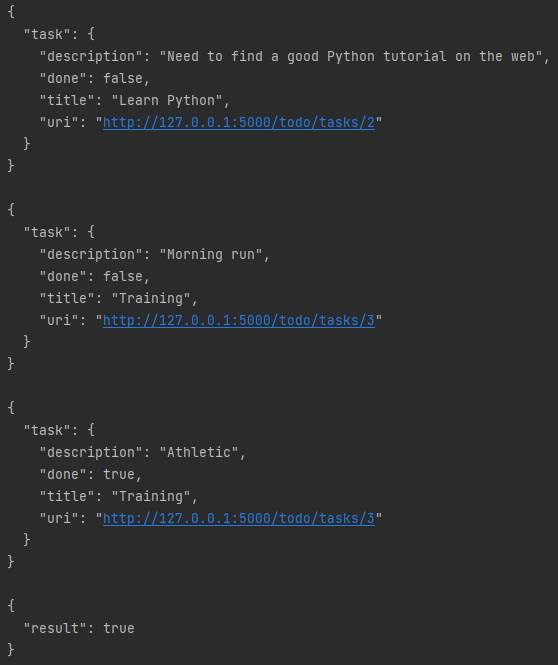 {
  "task": {
    "description": "Need to find a good Python tutorial on the web",
    "done": false,
    "title": "Learn Python",
    "uri": "http://127.0.0.1:5000/todo/tasks/2"
  }
}

{
  "task": {
    "description": "Morning run",
    "done": false,
    "title": "Training",
    "uri": "http://127.0.0.1:5000/todo/tasks/3"
  }
}

{
  "task": {
    "description": "Athletic",
    "done": true,
    "title": "Training",
    "uri": "http://127.0.0.1:5000/todo/tasks/3"
  }
}

{
  "result": true
}